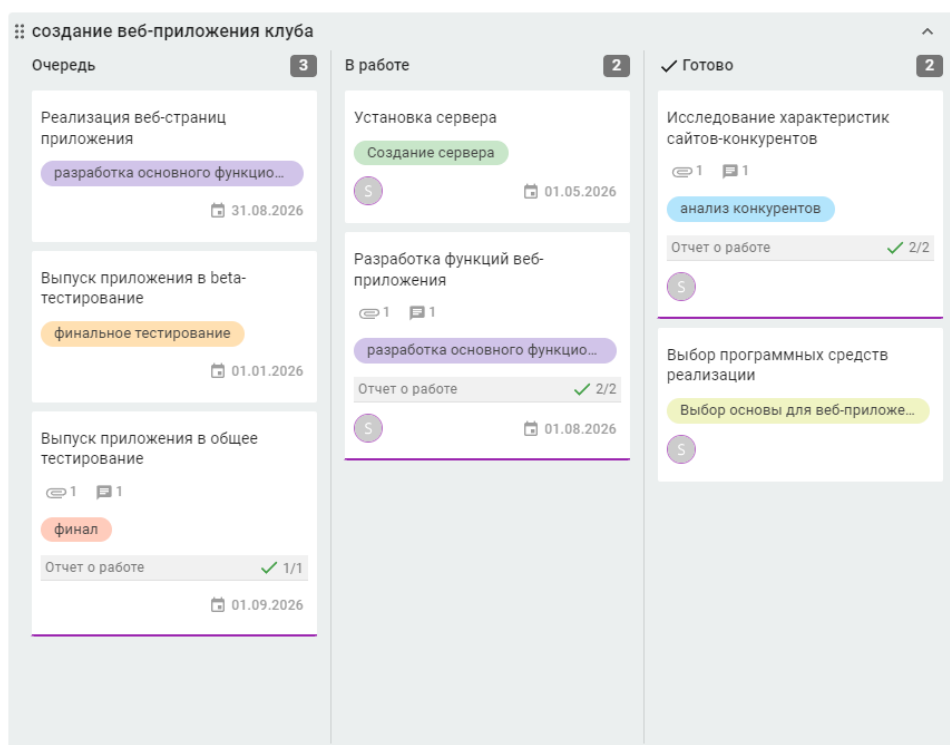 создание веб-приложения клуба
Очередь 3
Реализация веб-страниц
приложения
разработка основного функцио...
31.08.2026
Выпуск приложения в beta-
тестирование
финальное тестирование
01.01.2026
Выпуск приложения в общее
тестирование
1 1
финал
Отчет о работе 1/1
01.09.2026
В работе 2
Установка сервера
Создание сервера
S 01.05.2026
Разработка функций веб-
приложения
1 1
разработка основного функцио...
Отчет о работе 2/2
S 01.08.2026
Готово 2
Исследование характеристик
сайтов-конкурентов
1 1
анализ конкурентов
Отчет о работе 2/2
S
Выбор программных средств
реализации
Выбор основы для веб-приложе...
S